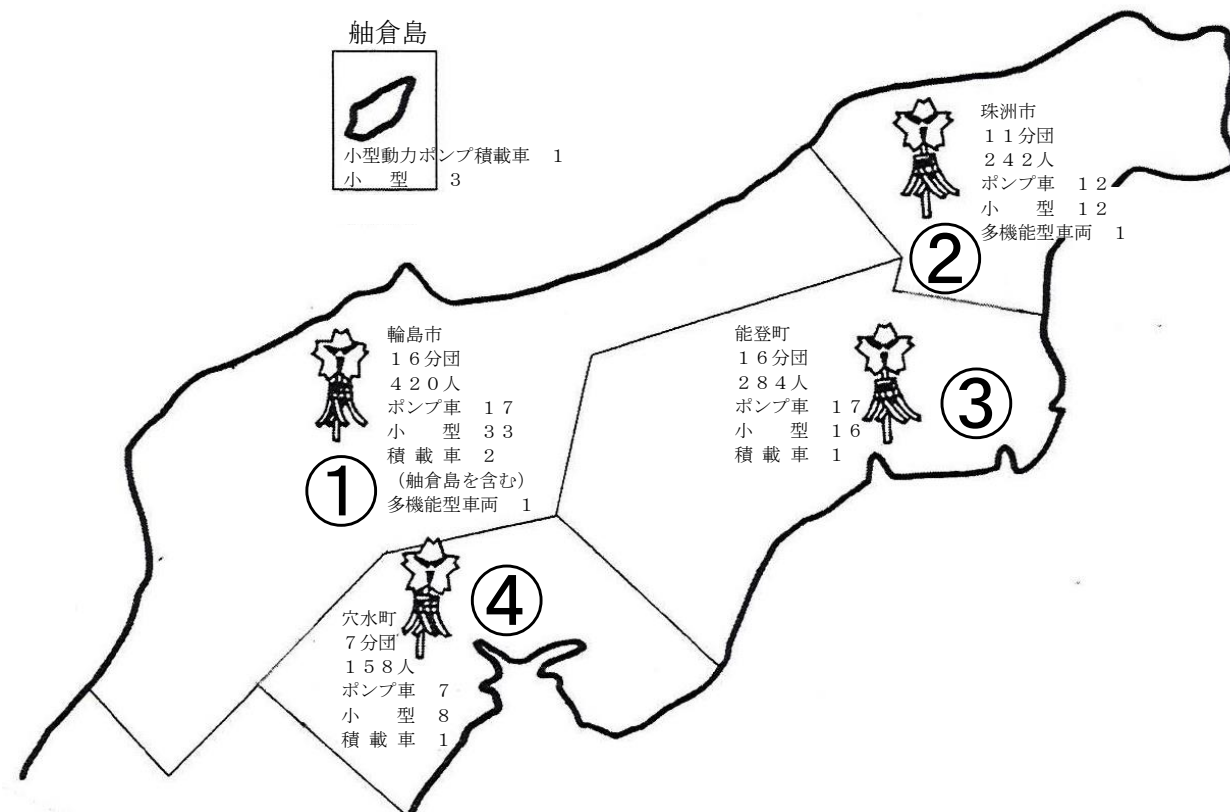 舳倉島
小型動力ポンプ積載車 1
小 型 3
珠洲市
11分団
242人
ポンプ車 12
小 型 12
多機能型車両 1
②
輪島市
16分団
420人
ポンプ車 17
小 型 33
積 載 車 2
（舳倉島を含む）
多機能型車両 1
①
能登町
16分団
284人
ポンプ車 17
小 型 16
積 載 車 1
③
穴水町
7分団
158人
ポンプ車 7
小 型 8
積 載 車 1
④